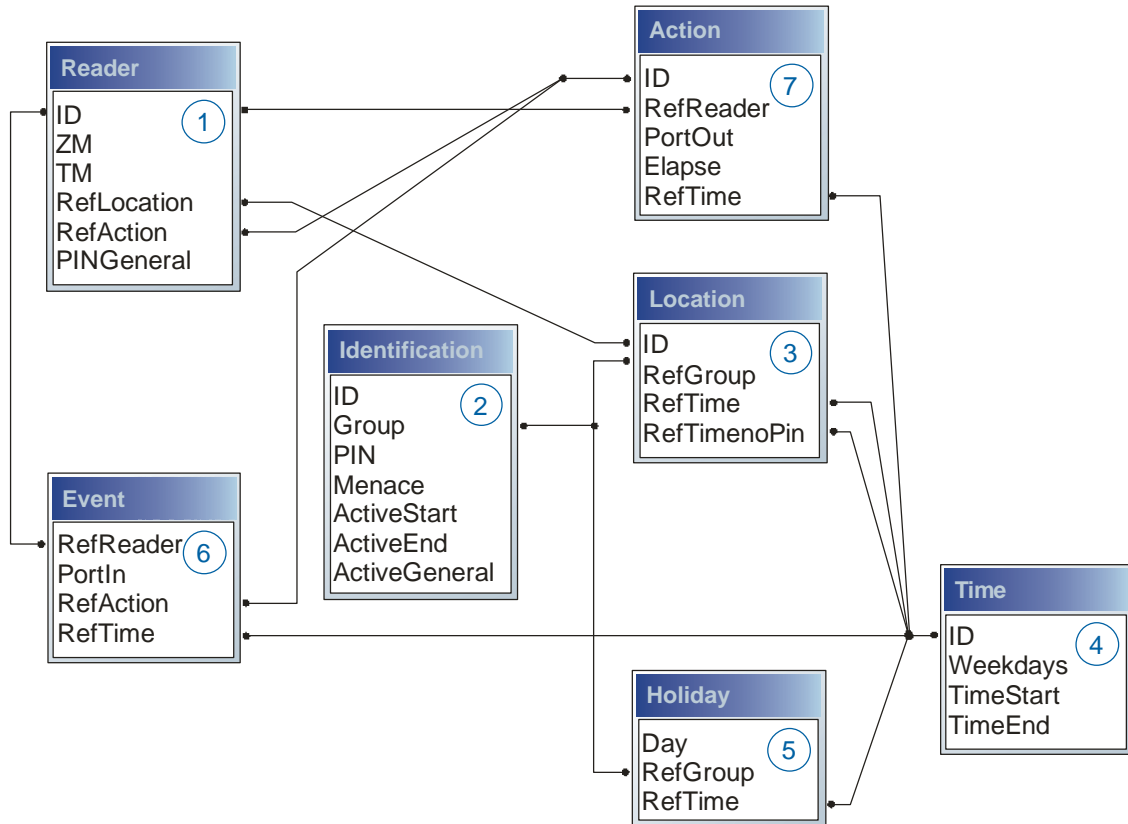 Reader
1
ID
ZM
TM
RefLocation
RefAction
PINGeneral
Action
7
ID
RefReader
PortOut
Elapse
RefTime
Identification
2
ID
Group
PIN
Menace
ActiveStart
ActiveEnd
ActiveGeneral
Location
3
ID
RefGroup
RefTime
RefTimenoPin
Event
6
RefReader
PortIn
RefAction
RefTime
Time
4
ID
Weekdays
TimeStart
TimeEnd
Holiday
5
Day
RefGroup
RefTime